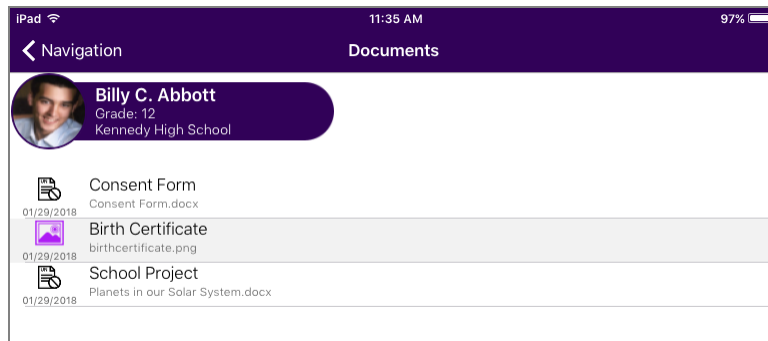 iPad 11:35 AM 97%
Navigation Documents
Billy C. Abbott
Grade: 12
Kennedy High School
Consent Form
Consent Form.docx
01/29/2018
Birth Certificate
birthcertificate.png
01/29/2018
School Project
Planets in our Solar System.docx
01/29/2018